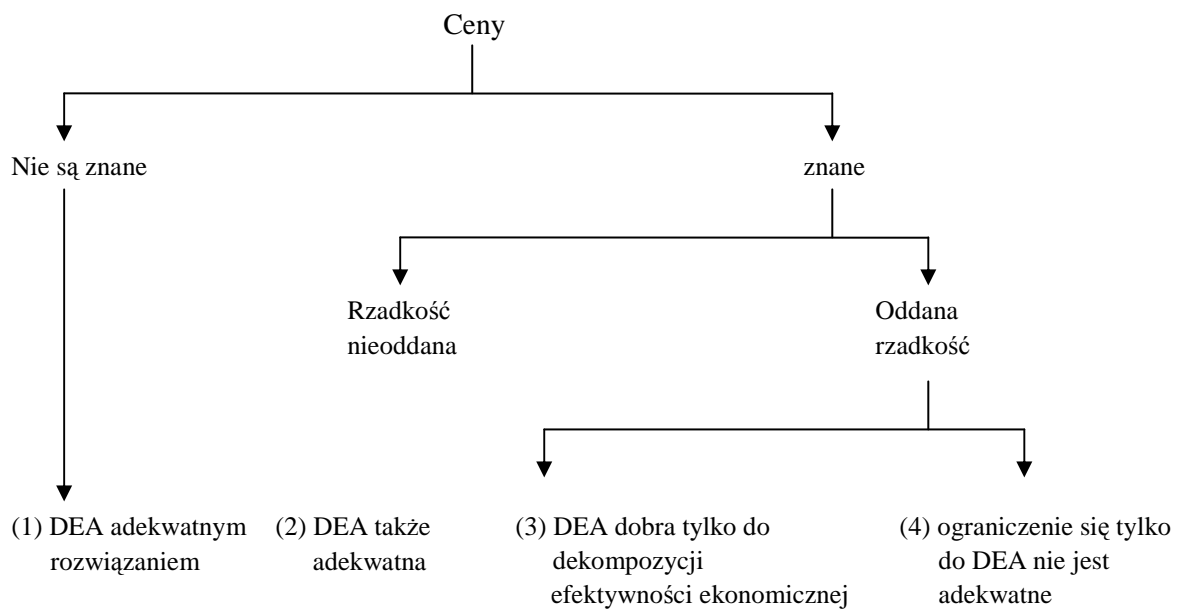 Ceny
Nie są znane
znane
Rzadkość
nieoddana
Oddana
rzadkość
(1) DEA adekwatnym
rozwiązaniem
(2) DEA także
adekwatna
(3) DEA dobra tylko do
dekompozycji
efektywności ekonomicznej
(4) ograniczenie się tylko
do DEA nie jest
adekwatne